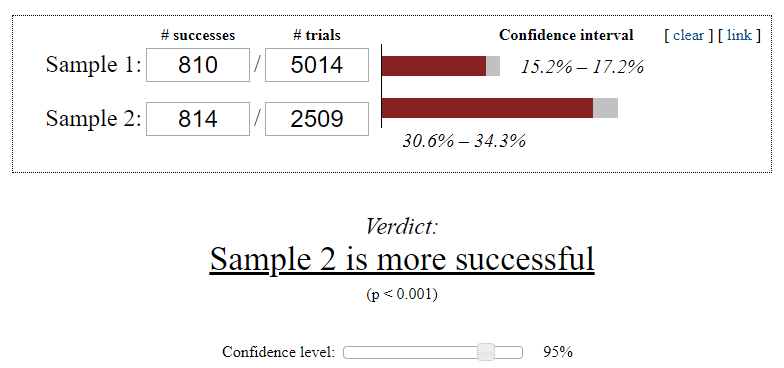 # successes # trials Confidence interval [ clear ] [ link ]
Sample 1: 810 / 5014 15.2% – 17.2%
Sample 2: 814 / 2509
30.6% – 34.3%
Verdict:
Sample 2 is more successful
(p < 0.001)
Confidence level: 95%